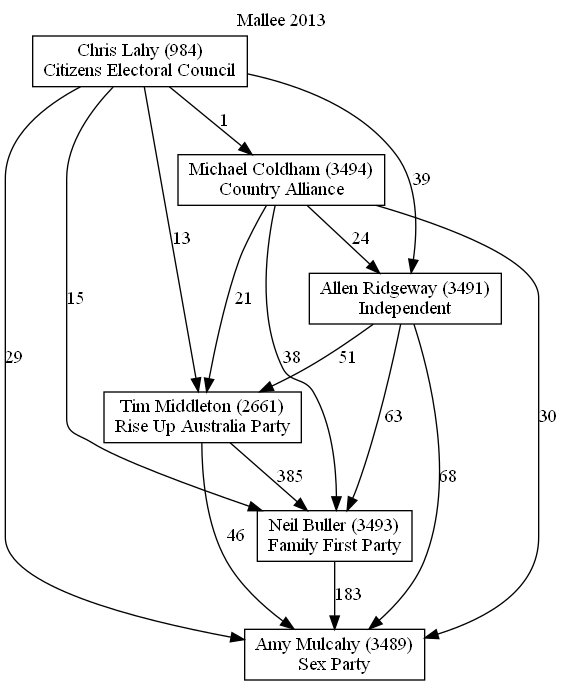 Mallee 2013
Chris Lahy (984)
Citizens Electoral Council
1
Michael Coldham (3494)
Country Alliance
39
24
13
21
Allen Ridgeway (3491)
Independent
15
29
38
51
Tim Middleton (2661)
Rise Up Australia Party
63
30
385
68
46
Neil Buller (3493)
Family First Party
183
Amy Mulcahy (3489)
Sex Party